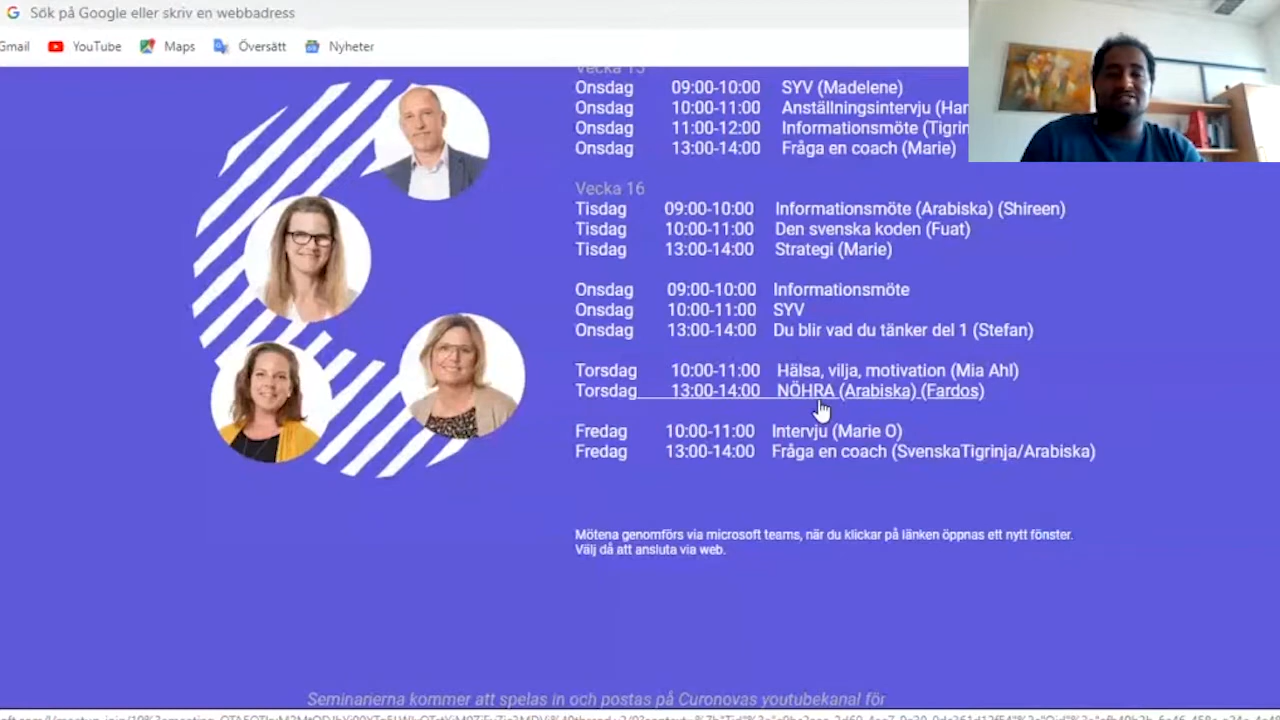 Sök på Google eller skriv en webbadress
Gmail YouTube Maps Översätt Nyheter
Vecka 15
Onsdag 09:00-10:00 SYV (Madelene)
Onsdag 10:00-11:00 Anställningsintervju (Han
Onsdag 11:00-12:00 Informationsmöte (Tigrin
Onsdag 13:00-14:00 Fråga en coach (Marie)
Vecka 16
Tisdag 09:00-10:00 Informationsmöte (Arabiska) (Shireen)
Tisdag 10:00-11:00 Den svenska koden (Fuat)
Tisdag 13:00-14:00 Strategi (Marie)
Onsdag 09:00-10:00 Informationsmöte
Onsdag 10:00-11:00 SYV
Onsdag 13:00-14:00 Du blir vad du tänker del 1 (Stefan)
Torsdag 10:00-11:00 Hälsa, vilja, motivation (Mia Ahl)
Torsdag 13:00-14:00 NÖHRA (Arabiska) (Fardos)
Fredag 10:00-11:00 Intervju (Marie O)
Fredag 13:00-14:00 Fråga en coach (SvenskaTigrinja/Arabiska)
Mötena genomförs via microsoft teams, när du klickar på länken öppnas ett nytt fönster.
Välj då att ansluta via web.
Seminarierna kommer att spelas in och postas på Curonovas youtubekanal för